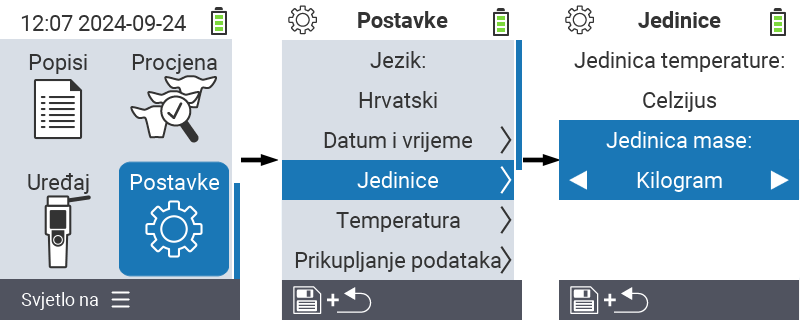 12:07 2024-09-24
Popisi
Procjena
Uređaj
Postavke
Svjetlo na
Postavke
Jezik:
Hrvatski
Datum i vrijeme
Jedinice
Temperatura
Prikupljanje podataka
+
Jedinice
Jedinica temperature:
Celzijus
Jedinica mase:
Kilogram
+